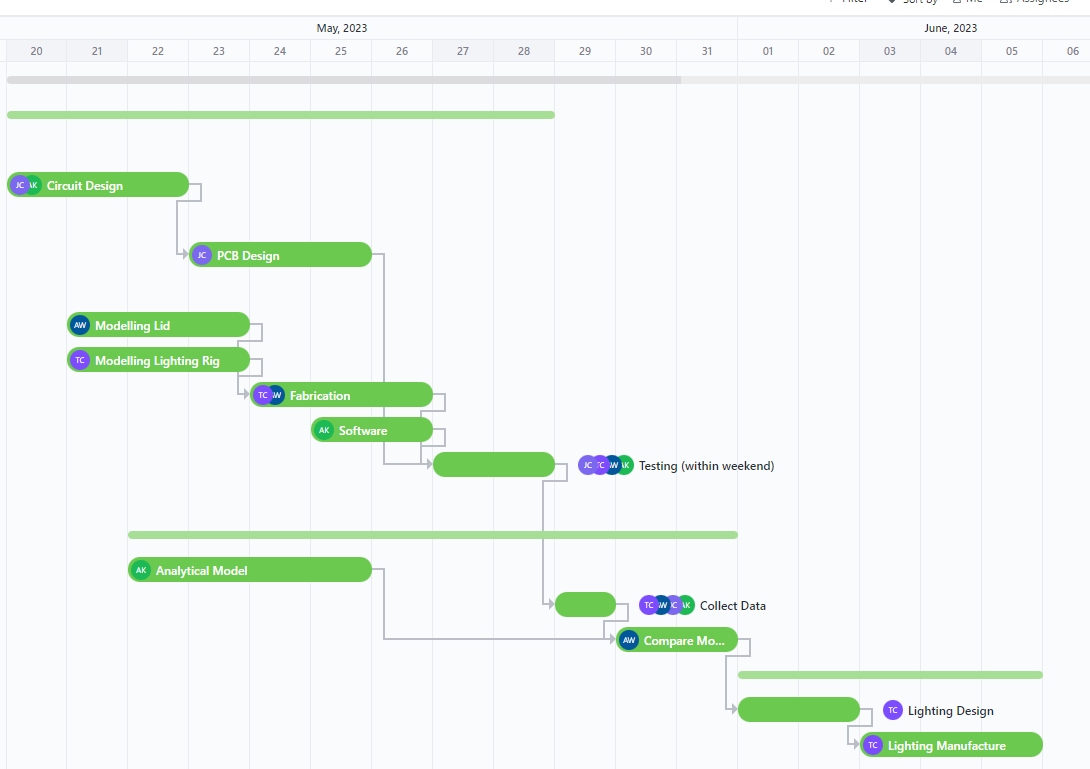 Filter Sort by Me Assignees
May, 2023 June, 2023
20 21 22 23 24 25 26 27 28 29 30 31 01 02 03 04 05 06
JC AK Circuit Design
JC PCB Design
AW Modelling Lid
TC Modelling Lighting Rig
TC AW Fabrication
AK Software
JC TC AW AK Testing (within weekend)
AK Analytical Model
TC AW JC AK Collect Data
AW Compare Mo...
TC Lighting Design
TC Lighting Manufacture